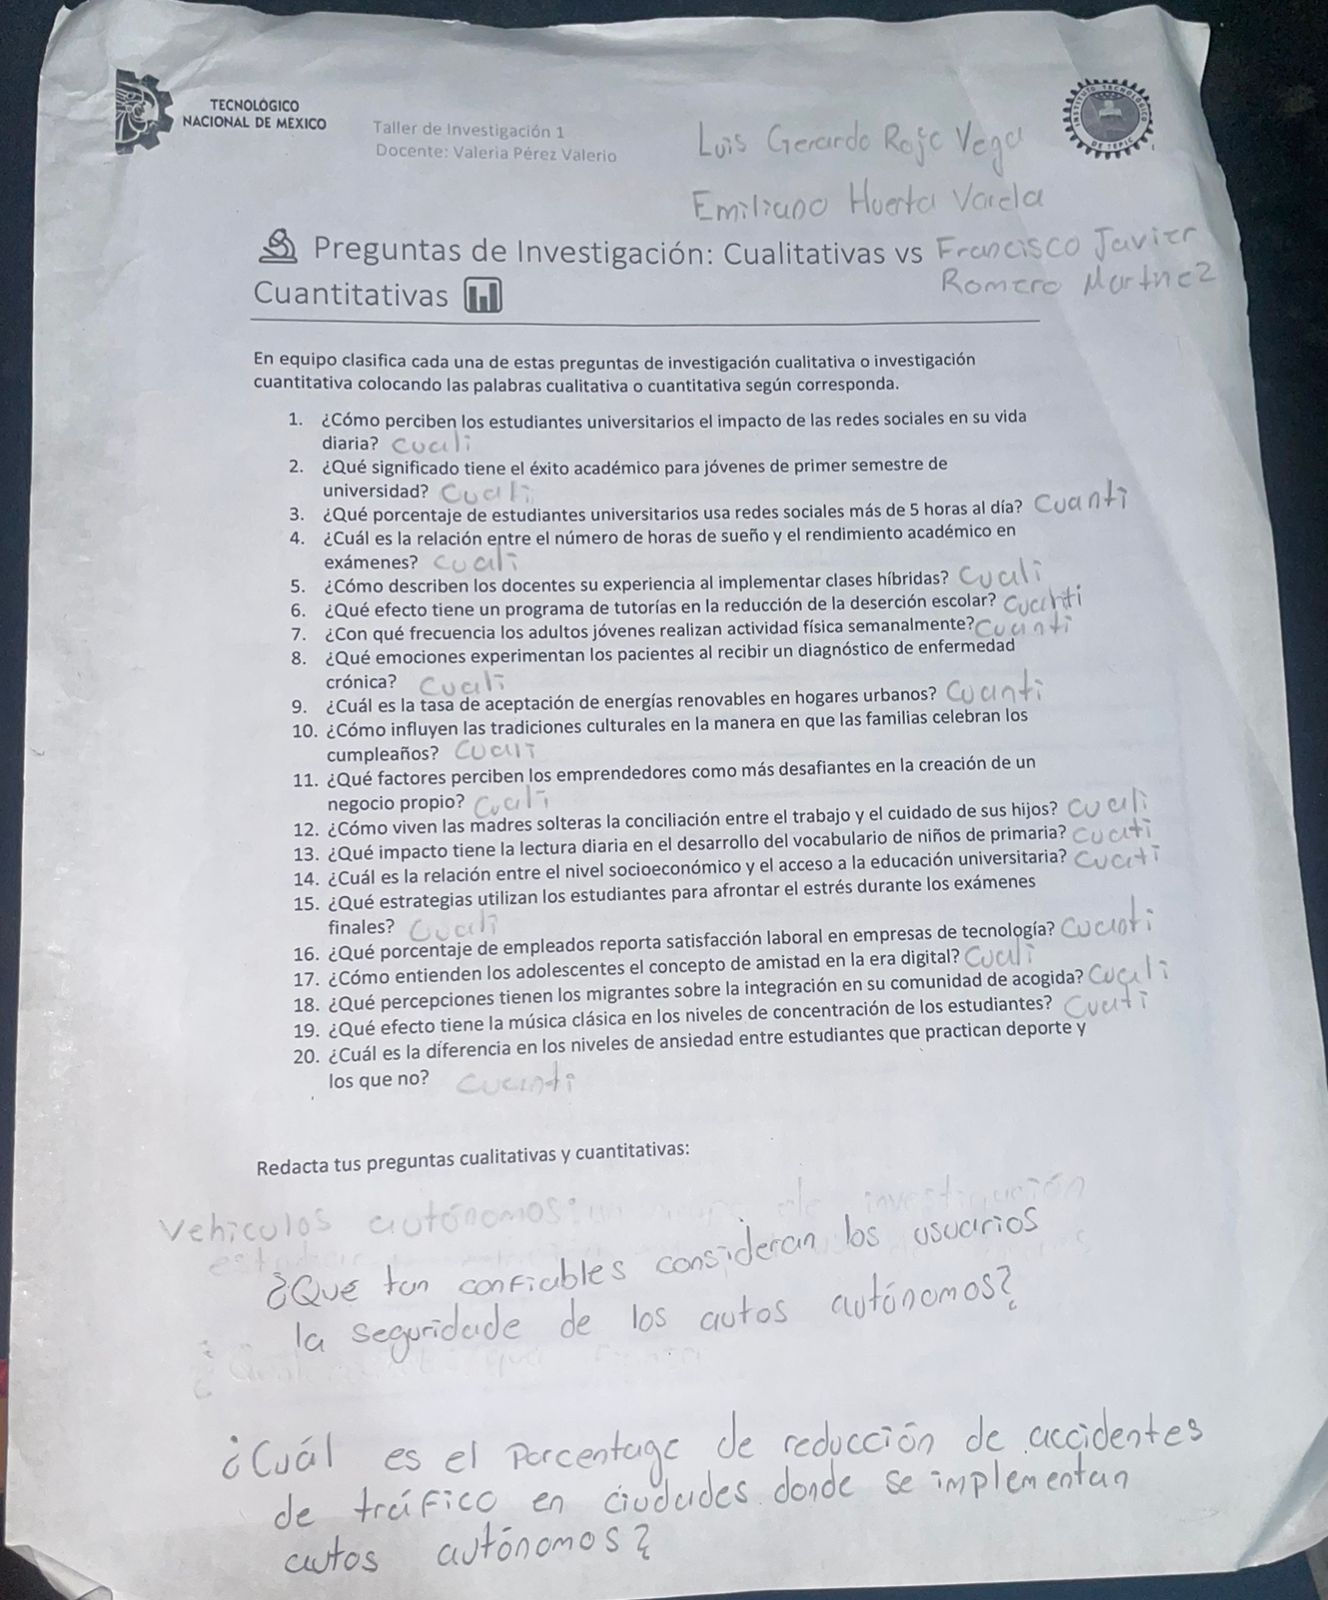 TECNOLÓGICO
NACIONAL DE MÉXICO
Taller de Investigación 1
Docente: Valeria Pérez Valerio
INSTITUTO TECNOLÓGICO
DE TEPIC
Luis Gerardo Rojo Vega
Emiliano Huerta Varela
Francisco Javier
Romero Martnez
Preguntas de Investigación: Cualitativas vs
Cuantitativas
En equipo clasifica cada una de estas preguntas de investigación cualitativa o investigación
cuantitativa colocando las palabras cualitativa o cuantitativa según corresponda.
1. ¿Cómo perciben los estudiantes universitarios el impacto de las redes sociales en su vida
diaria? Cuali
2. ¿Qué significado tiene el éxito académico para jóvenes de primer semestre de
universidad? Cuali
3. ¿Qué porcentaje de estudiantes universitarios usa redes sociales más de 5 horas al día? Cuanti
4. ¿Cuál es la relación entre el número de horas de sueño y el rendimiento académico en
exámenes? Cuali
5. ¿Cómo describen los docentes su experiencia al implementar clases híbridas? Cuali
6. ¿Qué efecto tiene un programa de tutorías en la reducción de la deserción escolar? Cuanti
7. ¿Con qué frecuencia los adultos jóvenes realizan actividad física semanalmente? Cuanti
8. ¿Qué emociones experimentan los pacientes al recibir un diagnóstico de enfermedad
crónica? Cuali
9. ¿Cuál es la tasa de aceptación de energías renovables en hogares urbanos? Cuanti
10. ¿Cómo influyen las tradiciones culturales en la manera en que las familias celebran los
cumpleaños? Cuali
11. ¿Qué factores perciben los emprendedores como más desafiantes en la creación de un
negocio propio? Cuali
12. ¿Cómo viven las madres solteras la conciliación entre el trabajo y el cuidado de sus hijos? Cuali
13. ¿Qué impacto tiene la lectura diaria en el desarrollo del vocabulario de niños de primaria? Cuati
14. ¿Cuál es la relación entre el nivel socioeconómico y el acceso a la educación universitaria? Cuati
15. ¿Qué estrategias utilizan los estudiantes para afrontar el estrés durante los exámenes
finales? Cuali
16. ¿Qué porcentaje de empleados reporta satisfacción laboral en empresas de tecnología? Cuanti
17. ¿Cómo entienden los adolescentes el concepto de amistad en la era digital? Cuali
18. ¿Qué percepciones tienen los migrantes sobre la integración en su comunidad de acogida? Cuali
19. ¿Qué efecto tiene la música clásica en los niveles de concentración de los estudiantes? Cuati
20. ¿Cuál es la diferencia en los niveles de ansiedad entre estudiantes que practican deporte y
los que no? Cuanti
Redacta tus preguntas cualitativas y cuantitativas:
Vehiculos autónomos: de investigación
¿Qué tan confiables consideran los usuarios
la seguridade de los autos autónomos?
¿Cuál es el Porcentage de reducción de accidentes
de tráfico en ciudades donde se implementan
autos autónomos?